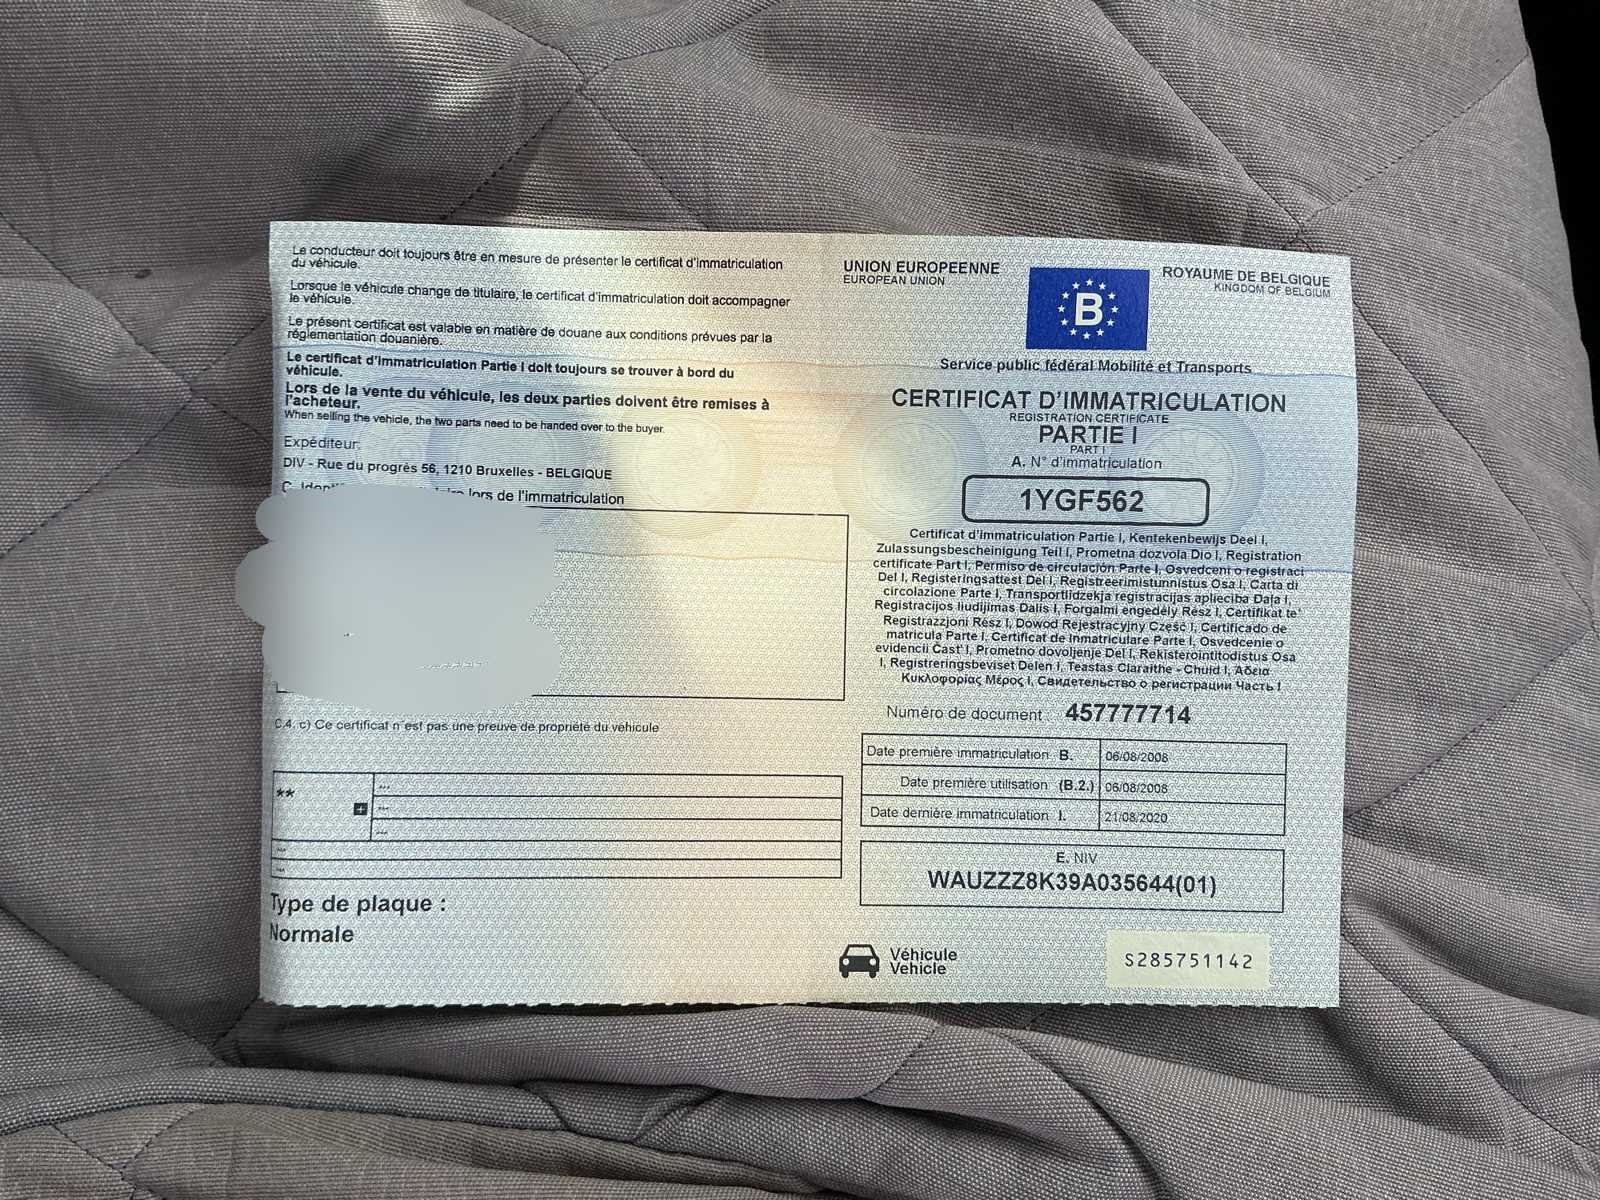 Le conducteur doit toujours être en mesure de présenter le certificat d'immatriculation
du véhicule.
Lorsque le véhicule change de titulaire, le certificat d'immatriculation doit accompagner
le véhicule.
Le présent certificat est valable en matière de douane aux conditions prévues par la
réglementation douanière.
Le certificat d'immatriculation Partie I doit toujours se trouver à bord du
véhicule.
Lors de la vente du véhicule, les deux parties doivent être remises à
l'acheteur.
When selling the vehicle, the two parts need to be handed over to the buyer.
Expéditeur:
DIV - Rue du progrès 56, 1210 Bruxelles - BELGIQUE
C. lors de l'immatriculation
C.4. c) Ce certificat n'est pas une preuve de propriété du véhicule
**
+
---
---
---
---
---
Type de plaque :
Normale
UNION EUROPEENNE
EUROPEAN UNION
B
ROYAUME DE BELGIQUE
KINGDOM OF BELGIUM
Service public fédéral Mobilité et Transports
CERTIFICAT D'IMMATRICULATION
REGISTRATION CERTIFICATE
PARTIE I
PART I
A. N° d'immatriculation
1YGF562
Certificat d'immatriculation Partie I, Kentekenbewijs Deel I,
Zulassungsbescheinigung Teil I, Prometna dozvola Dio I, Registration
certificate Part I, Permiso de circulación Parte I, Osvedceni o registraci
Del I, Registeringsattest Del I, Registreerimistunnistus Osa I, Carta di
circolazione Parte I, Transportlidzekja registracijas aplieciba Daļa I,
Registracijos liudijimas Dalis I, Forgalmi engedély Rész I, Certifikat te'
Registrazzjoni Rész I, Dowod Rejestracyjny Część I, Certificado de
matricula Parte I, Certificat de Inmatriculare Parte I, Osvedcenie o
evidencii Cast' I, Prometno dovoljenje Del I, Rekisterointitodistus Osa
I, Registreringsbeviset Delen I, Teastas Claraithe - Chuid I, Άδεια
Κυκλοφορίας Μέρος I, Свидетельство о регистрации Часть I
Numéro de document 457777714
Date première immatriculation B. 06/08/2008
Date première utilisation (B.2.) 06/08/2008
Date dernière immatriculation I. 21/08/2020
E. NIV
WAUZZZ8K39A035644(01)
Véhicule
Vehicle
S285751142